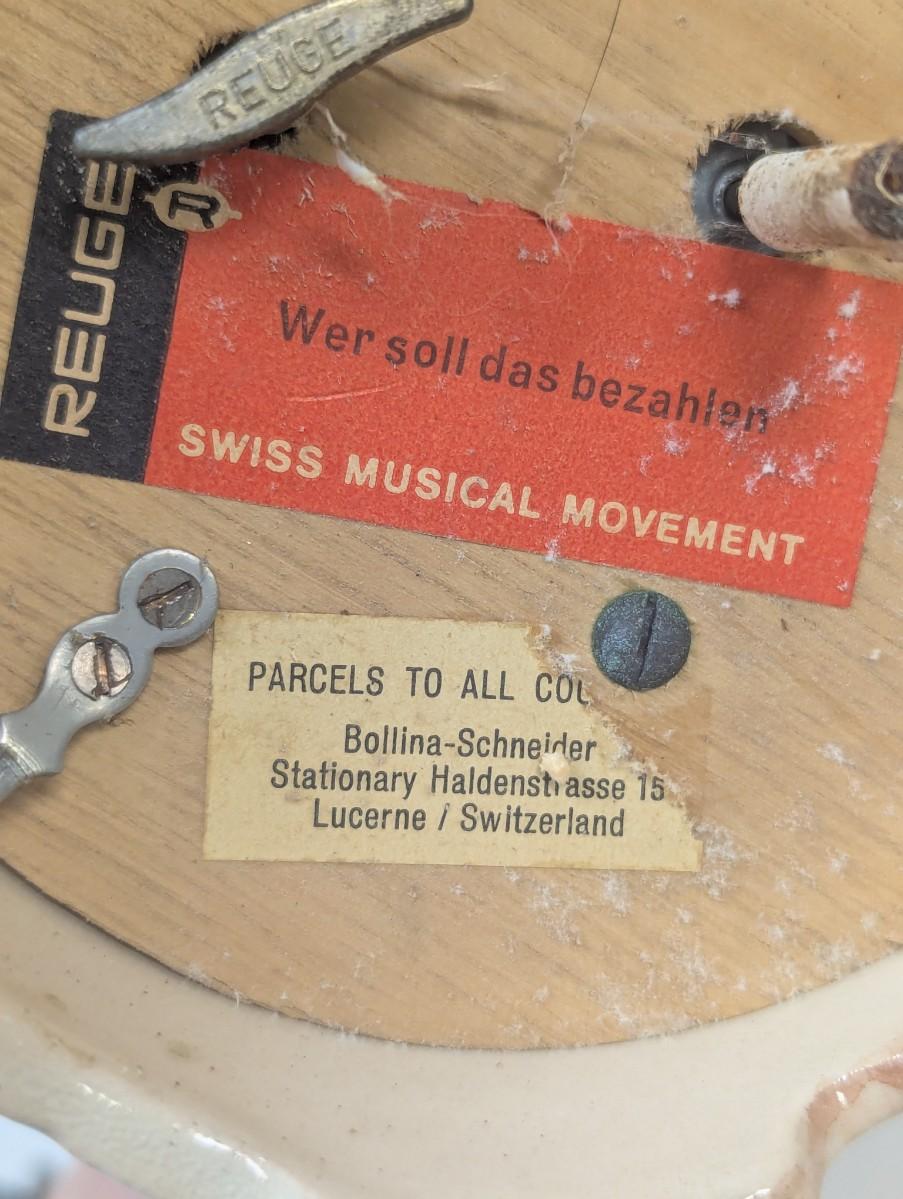 REUGE
REUGE
R
Wer soll das bezahlen
SWISS MUSICAL MOVEMENT
PARCELS TO ALL COU
Bollina-Schneider
Stationary Haldenstrasse 15
Lucerne / Switzerland